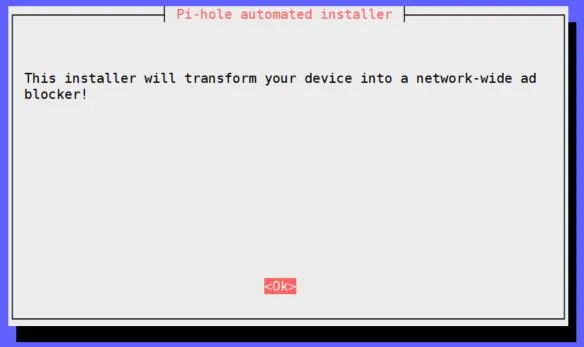 Pi-hole automated installer
This installer will transform your device into a network-wide ad
blocker!
<Ok>